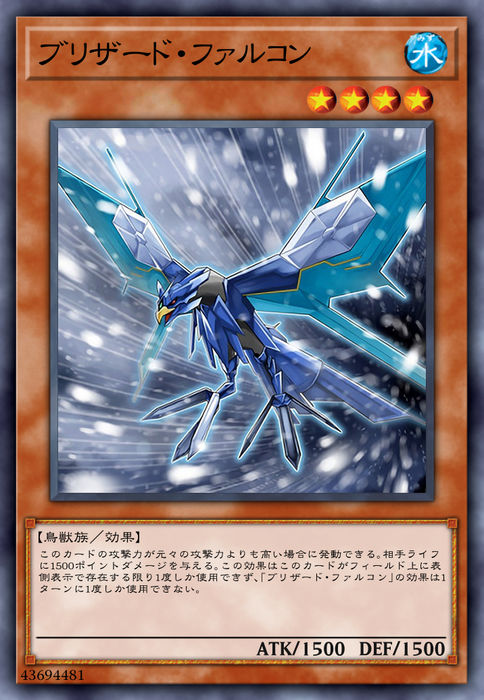 ブリザード・ファルコン
みず
水
【鳥獣族/効果】
このカードの攻撃力が元々の攻撃力よりも高い場合に発動できる。相手ライフ
に1500ポイントダメージを与える。この効果はこのカードがフィールド上に表
側表示で存在する限り1度しか使用できず、「ブリザード・ファルコン」の効果は1
ターンに1度しか使用できない。
ATK/1500 DEF/1500
43694481